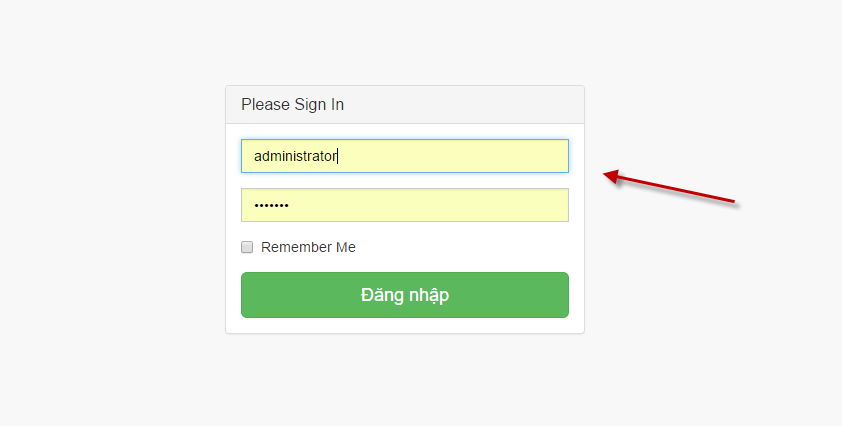 Please Sign In
administrator
•••••••
Remember Me
Đăng nhập